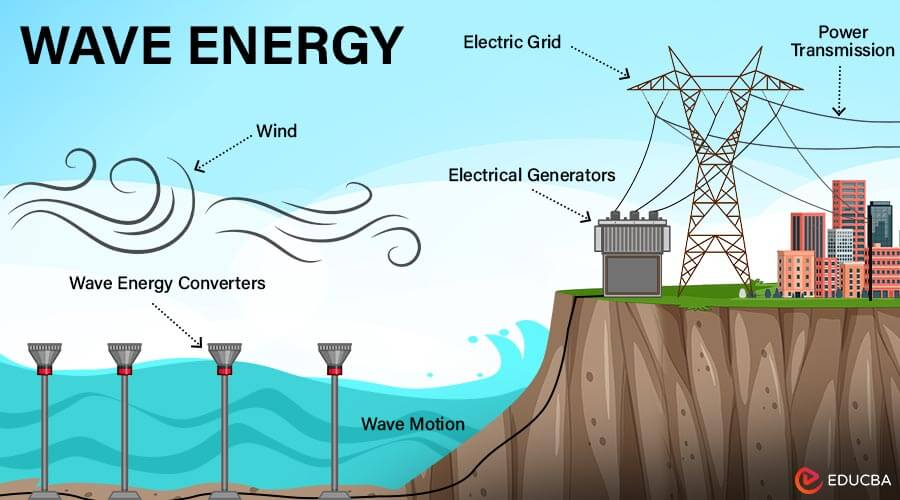 WAVE ENERGY
Electric Grid
Power
Transmission
Wind
Electrical Generators
Wave Energy Converters
Wave Motion
EDUCBA